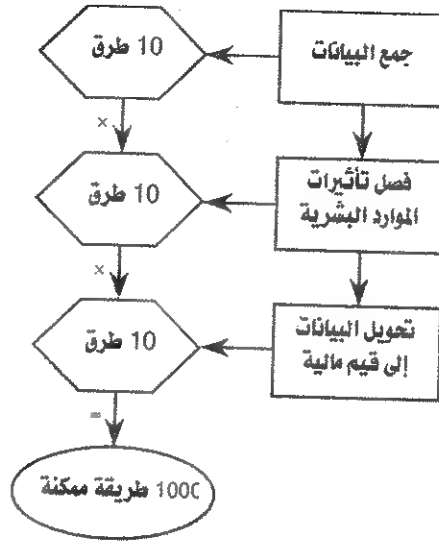 جمع البيانات
10 طرق
×
فصل تأثيرات
الموارد البشرية
10 طرق
×
تحويل البيانات
إلى قيم مالية
10 طرق
=
1000 طريقة ممكنة